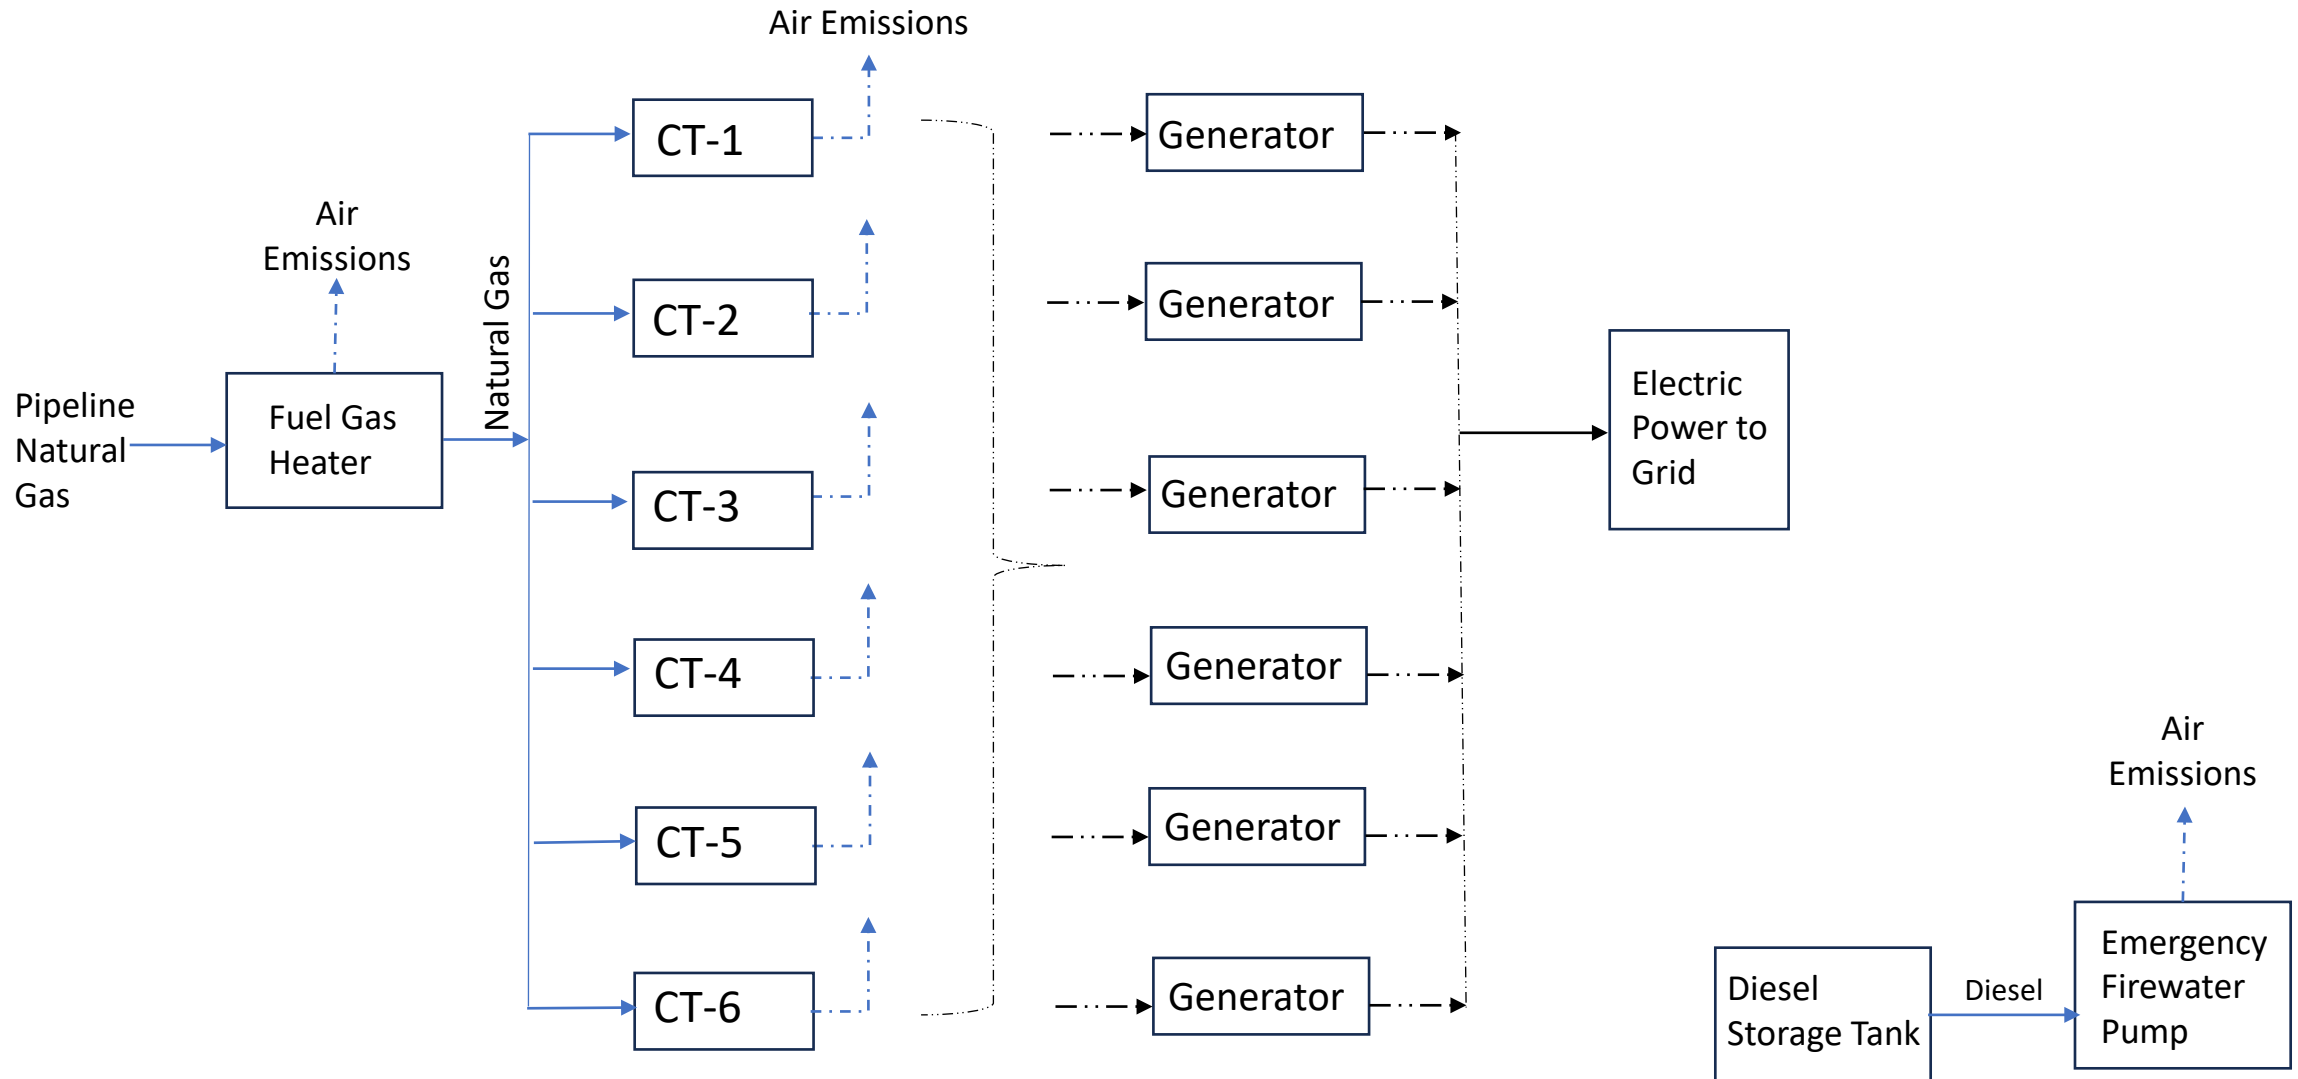 Air Emissions
CT-1
Generator
Air
Emissions
Natural Gas
CT-2
Generator
Pipeline
Natural
Gas
Fuel Gas
Heater
CT-3
Generator
Electric
Power to
Grid
CT-4
Generator
CT-5
Generator
Air
Emissions
CT-6
Generator
Diesel
Storage Tank
Diesel
Emergency
Firewater
Pump